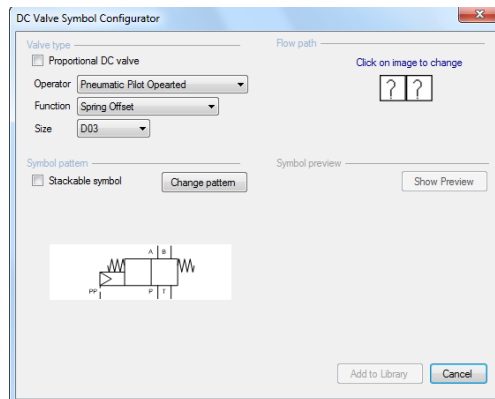 DC Valve Symbol Configurator
Valve type
Proportional DC valve
Operator Pneumatic Pilot Opearted
Function Spring Offset
Size D03
Flow path
Click on image to change
? ?
Symbol pattern
Stackable symbol Change pattern
A B
PP P T
Symbol preview
Show Preview
Add to Library Cancel